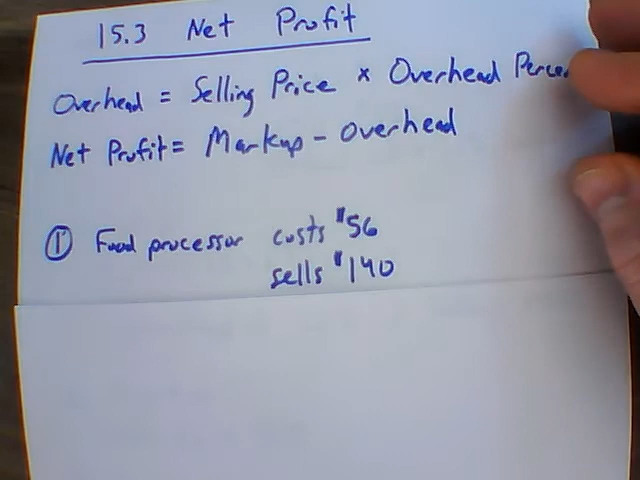 15.3 Net Profit
Overhead = Selling Price × Overhead Percen
Net Profit = Markup - Overhead
① Food processor costs $56
sells $140